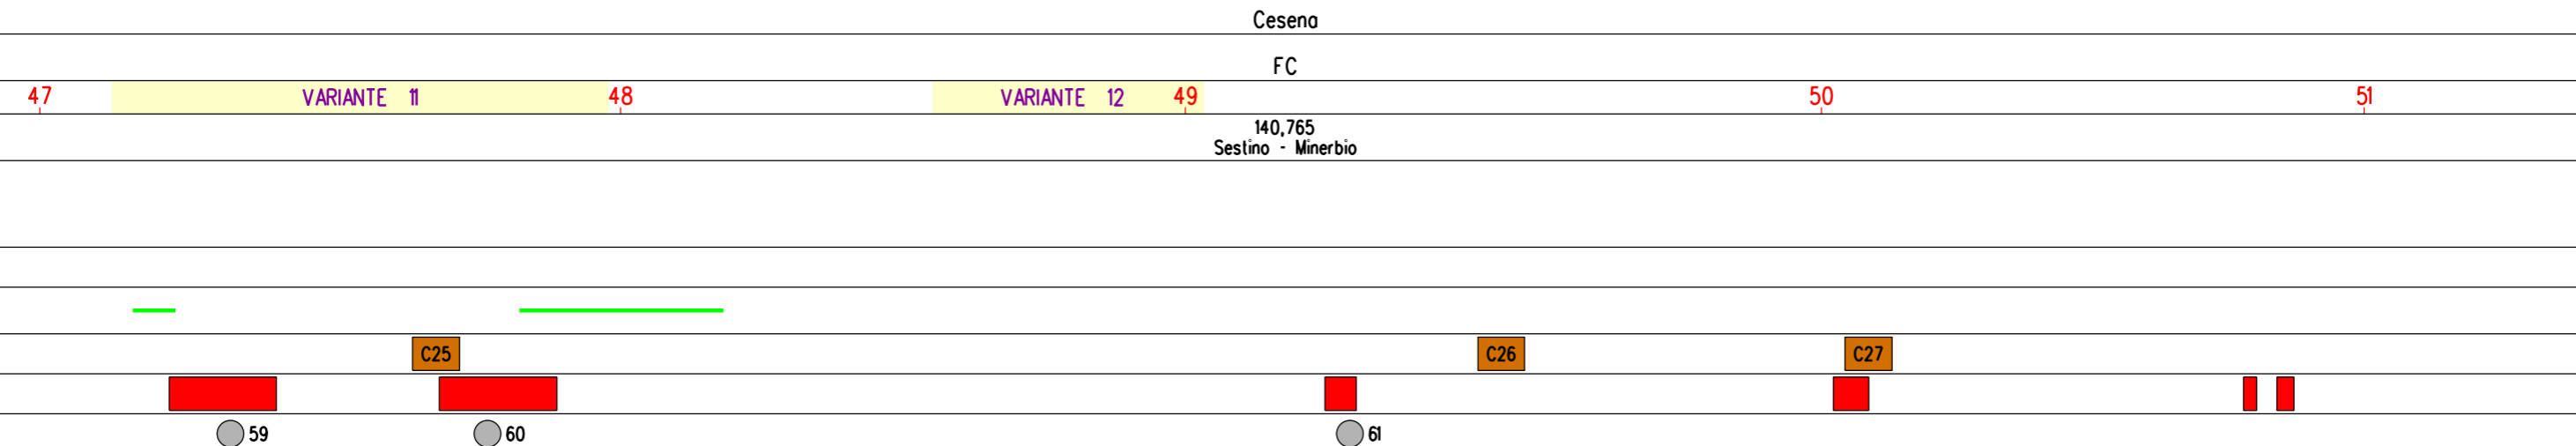 Cesena
FC
47 VARIANTE 11 48 VARIANTE 12 49 50 51
140,765
Sestino - Minerbio
C25 C26 C27
59 60 61